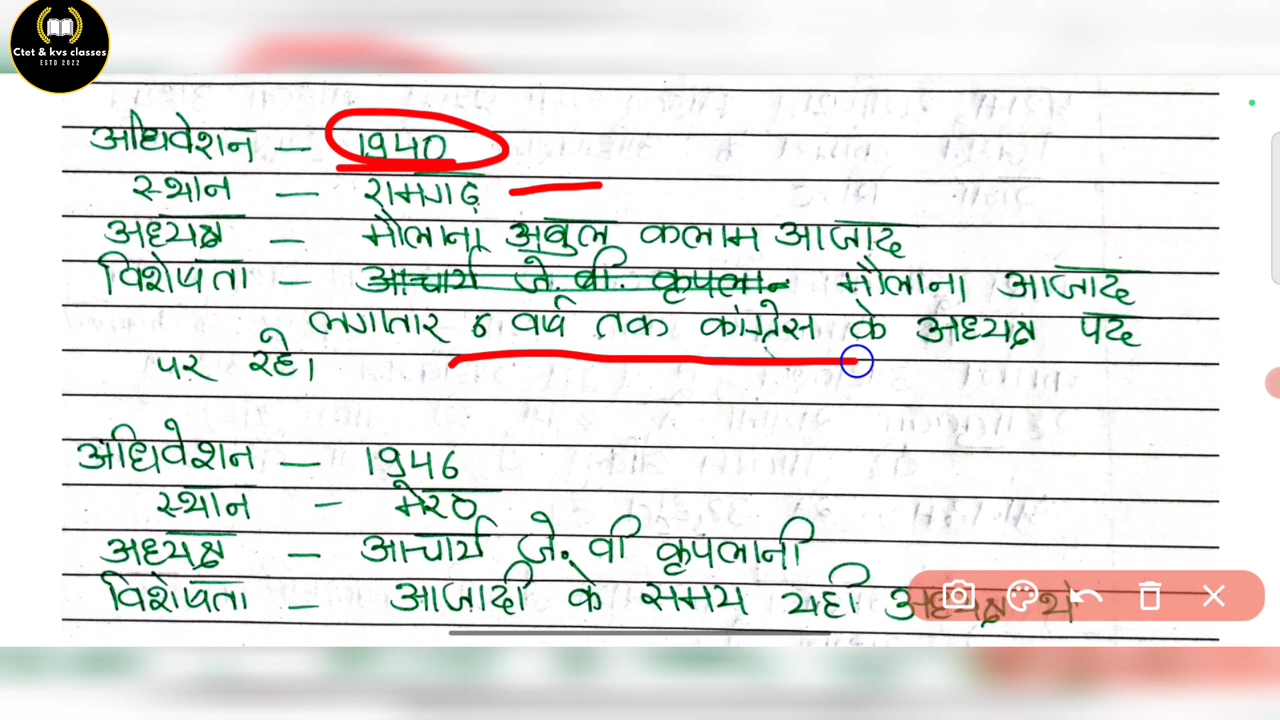 Ctet & kvs classes
ESTD 2022
अधिवेशन – 1940
स्थान – रामगढ़
अध्यक्ष – मौलाना अबुल कलाम आजाद
विशेषता – आचार्य जे. बी. कृपलान मौलाना आजाद
लगातार 6 वर्ष तक कांग्रेस के अध्यक्ष पद
पर रहे।
अधिवेशन – 1946
स्थान – मेरठ
अध्यक्ष – आचार्य जे. वी कृपलानी
विशेषता – आजादी के समय यही अध्यक्ष थे